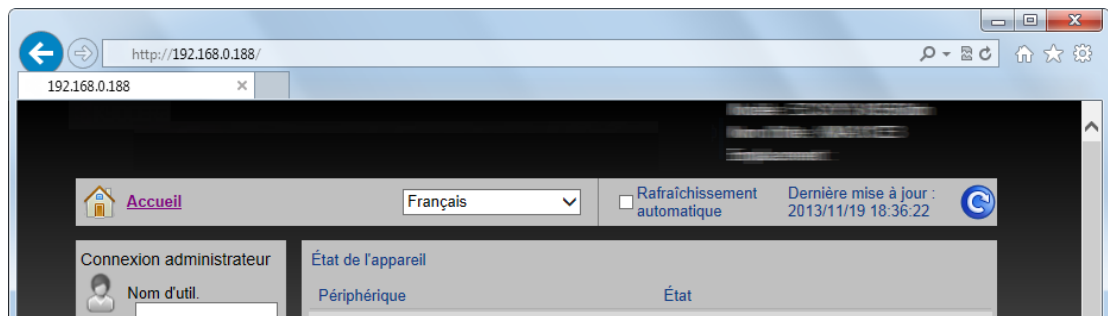 http://192.168.0.188/
192.168.0.188
Accueil
Français
Rafraîchissement
automatique
Dernière mise à jour :
2013/11/19 18:36:22
Connexion administrateur
Nom d'util.
État de l'appareil
Périphérique
État